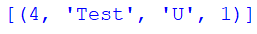 [(4, 'Test', 'U', 1)]